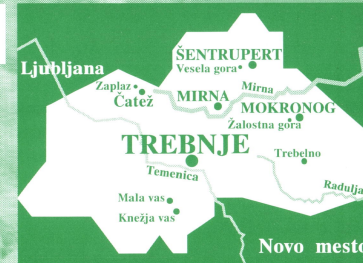 ŠENTRUPERT
Vesela gora
Ljubljana
Zaplaz
Čatež
MIRNA
Mirna
MOKRONOG
Žalostna gora
TREBNJE
Trebelno
Temenica
Radulja
Mala vas
Knežja vas
Novo mesto